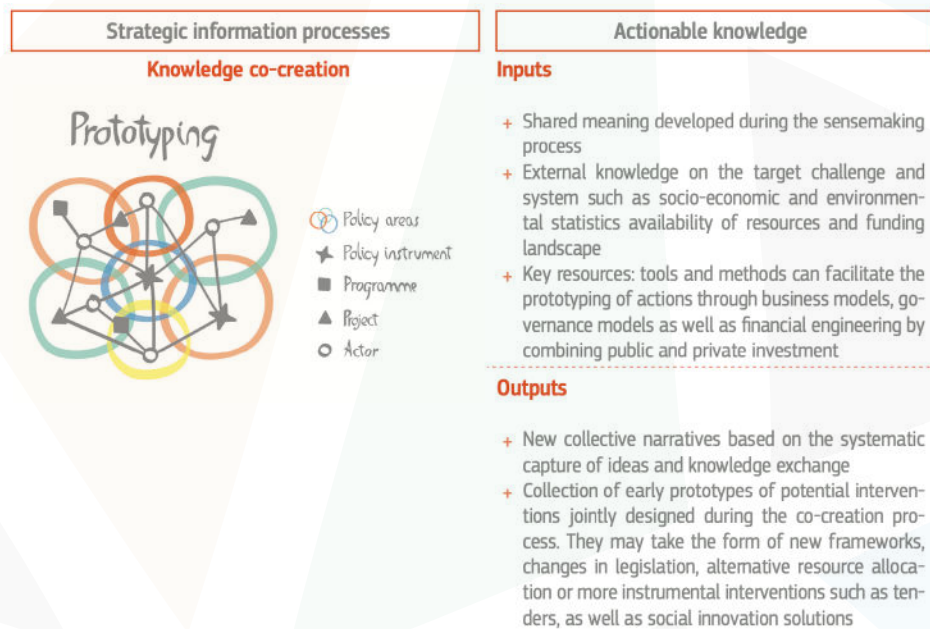 Strategic information processes
Knowledge co-creation
Prototyping
Policy areas
Policy instrument
Programme
Project
Actor
Actionable knowledge
Inputs
+ Shared meaning developed during the sensemaking
process
+ External knowledge on the target challenge and
system such as socio-economic and environmen-
tal statistics availability of resources and funding
landscape
+ Key resources: tools and methods can facilitate the
prototyping of actions through business models, go-
vernance models as well as financial engineering by
combining public and private investment
Outputs
+ New collective narratives based on the systematic
capture of ideas and knowledge exchange
+ Collection of early prototypes of potential interven-
tions jointly designed during the co-creation pro-
cess. They may take the form of new frameworks,
changes in legislation, alternative resource alloca-
tion or more instrumental interventions such as ten-
ders, as well as social innovation solutions